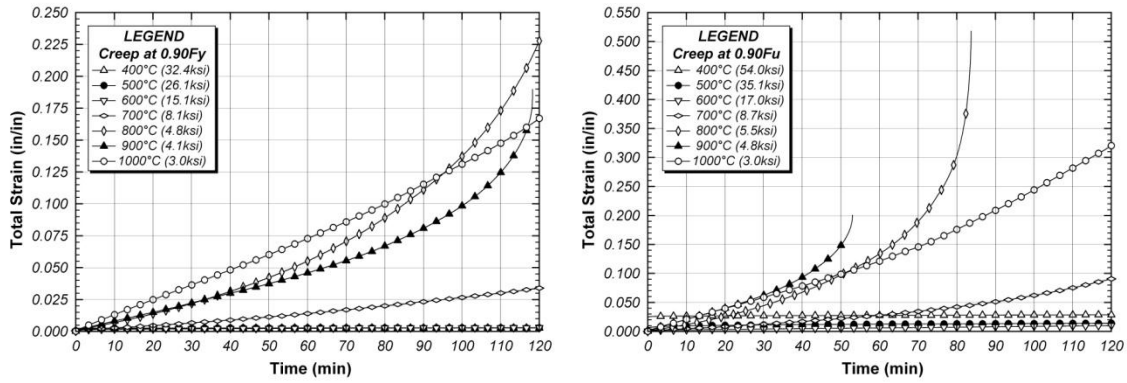 LEGEND
Creep at 0.90Fy
400°C (32.4ksi)
500°C (26.1ksi)
600°C (15.1ksi)
700°C (8.1ksi)
800°C (4.8ksi)
900°C (4.1ksi)
1000°C (3.0ksi)
Total Strain (in/in)
0.250
0.225
0.200
0.175
0.150
0.125
0.100
0.075
0.050
0.025
0.000
0 10 20 30 40 50 60 70 80 90 100 110 120
Time (min)
LEGEND
Creep at 0.90Fu
400°C (54.0ksi)
500°C (35.1ksi)
600°C (17.0ksi)
700°C (8.7ksi)
800°C (5.5ksi)
900°C (4.8ksi)
1000°C (3.0ksi)
Total Strain (in/in)
0.550
0.500
0.450
0.400
0.350
0.300
0.250
0.200
0.150
0.100
0.050
0.000
0 10 20 30 40 50 60 70 80 90 100 110 120
Time (min)